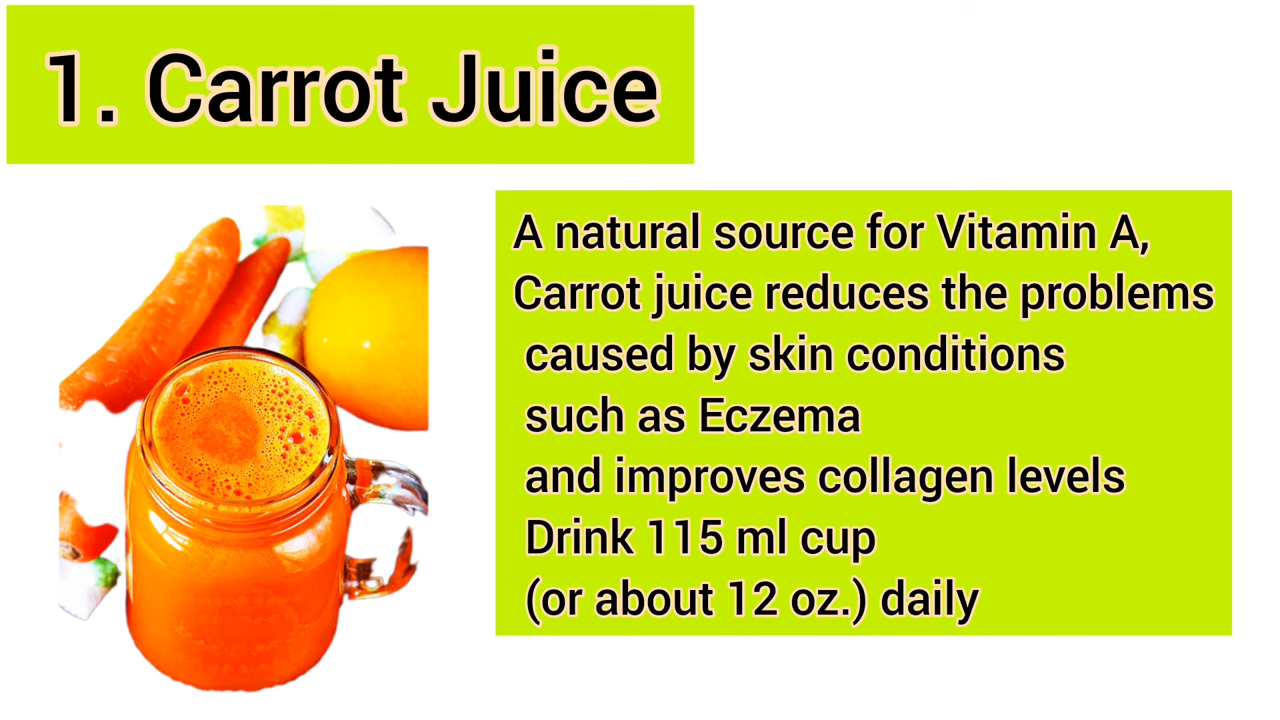 1. Carrot Juice
A natural source for Vitamin A,
Carrot juice reduces the problems
caused by skin conditions
such as Eczema
and improves collagen levels
Drink 115 ml cup
(or about 12 oz.) daily